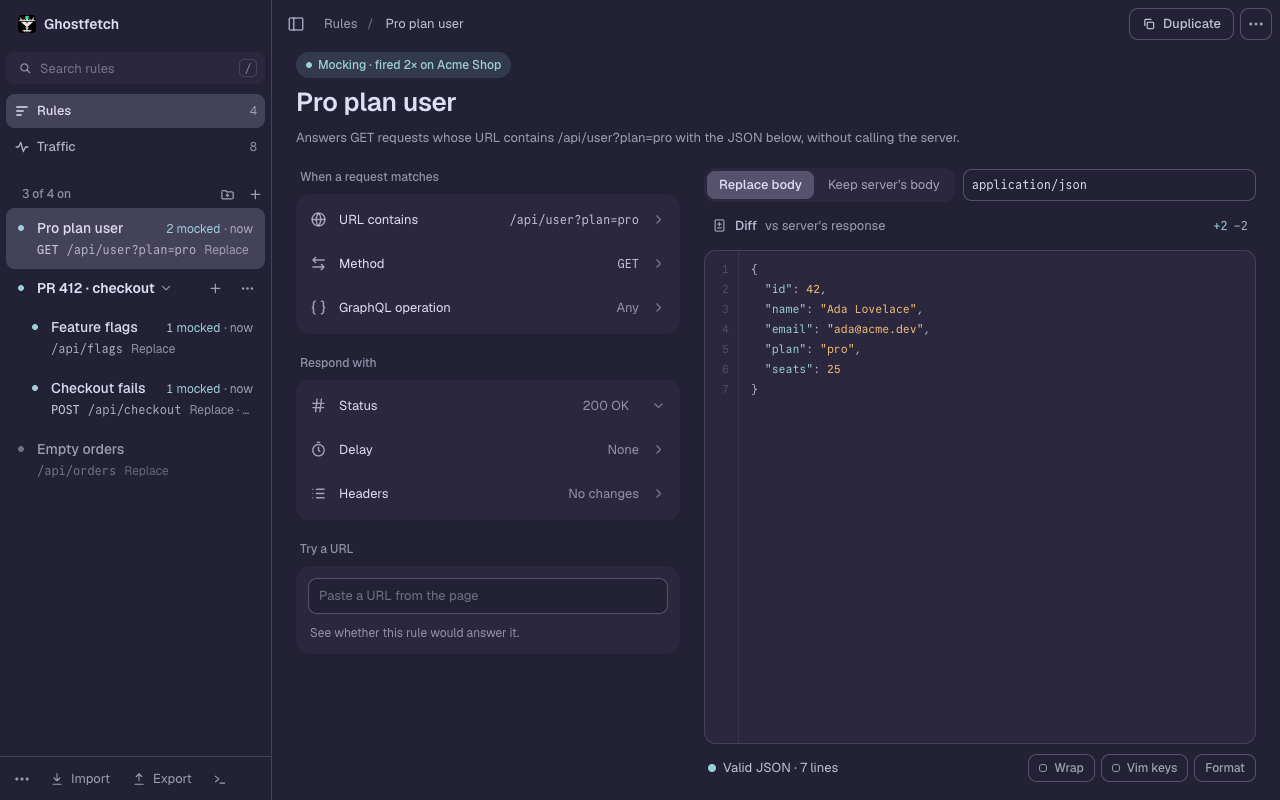 Ghostfetch
Search rules /
Rules 4
Traffic 8
3 of 4 on
Pro plan user 2 mocked · now
GET /api/user?plan=pro Replace
PR 412 · checkout
Feature flags 1 mocked · now
/api/flags Replace
Checkout fails 1 mocked · now
POST /api/checkout Replace · …
Empty orders
/api/orders Replace
Import Export
Rules / Pro plan user
Duplicate
Mocking · fired 2× on Acme Shop
Pro plan user
Answers GET requests whose URL contains /api/user?plan=pro with the JSON below, without calling the server.
When a request matches
URL contains /api/user?plan=pro
Method GET
GraphQL operation Any
Respond with
Status 200 OK
Delay None
Headers No changes
Try a URL
Paste a URL from the page
See whether this rule would answer it.
Replace body Keep server's body application/json
Diff vs server's response +2 −2
1 {
2 "id": 42,
3 "name": "Ada Lovelace",
4 "email": "ada@acme.dev",
5 "plan": "pro",
6 "seats": 25
7 }
Valid JSON · 7 lines
Wrap Vim keys Format